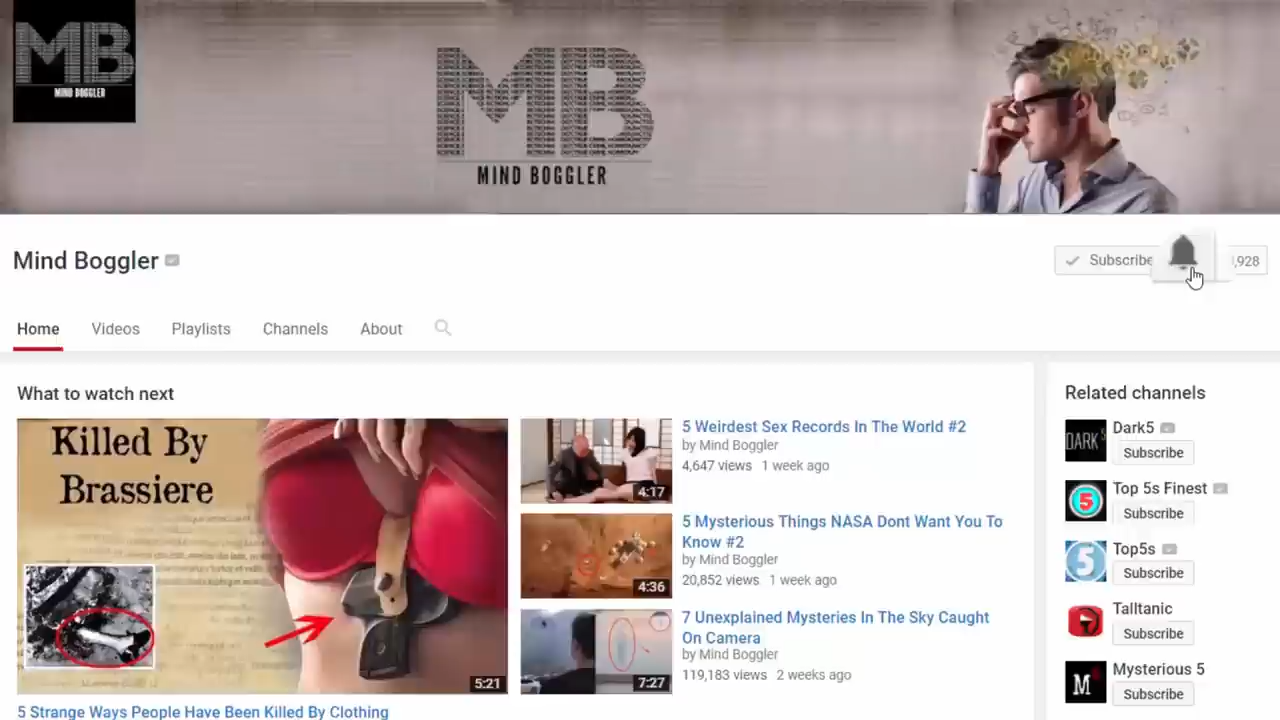 MB
MIND BOGGLER
MB
MIND BOGGLER
Mind Boggler
Subscribe
,928
Home Videos Playlists Channels About
What to watch next
Killed By
Brassiere
5:21
5 Strange Ways People Have Been Killed By Clothing
5 Weirdest Sex Records In The World #2
by Mind Boggler
4,647 views 1 week ago
4:17
5 Mysterious Things NASA Dont Want You To
Know #2
by Mind Boggler
20,852 views 1 week ago
4:36
7 Unexplained Mysteries In The Sky Caught
On Camera
by Mind Boggler
119,183 views 2 weeks ago
7:27
Related channels
DARK5
Dark5
Subscribe
5
Top 5s Finest
Subscribe
5
Top5s
Subscribe
Talltanic
Subscribe
M
Mysterious 5
Subscribe